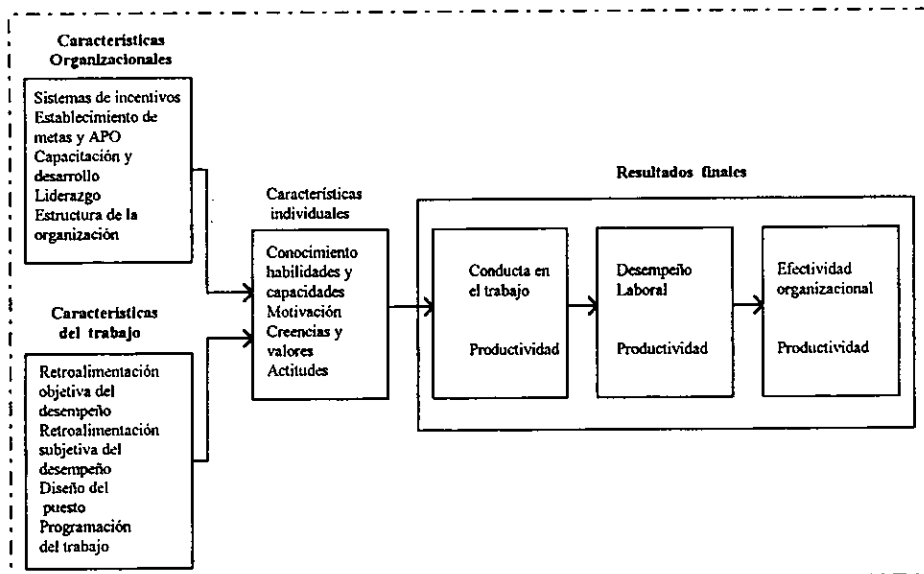 Características
Organizacionales
Sistemas de incentivos
Establecimiento de
metas y APO
Capacitación y
desarrollo
Liderazgo
Estructura de la
organización
Características
del trabajo
Retroalimentación
objetiva del
desempeño
Retroalimentación
subjetiva del
desempeño
Diseño del
puesto
Programación
del trabajo
Características
individuales
Conocimiento
habilidades y
capacidades
Motivación
Creencias y
valores
Actitudes
Resultados finales
Conducta en
el trabajo
Productividad
Desempeño
Laboral
Productividad
Efectividad
organizacional
Productividad